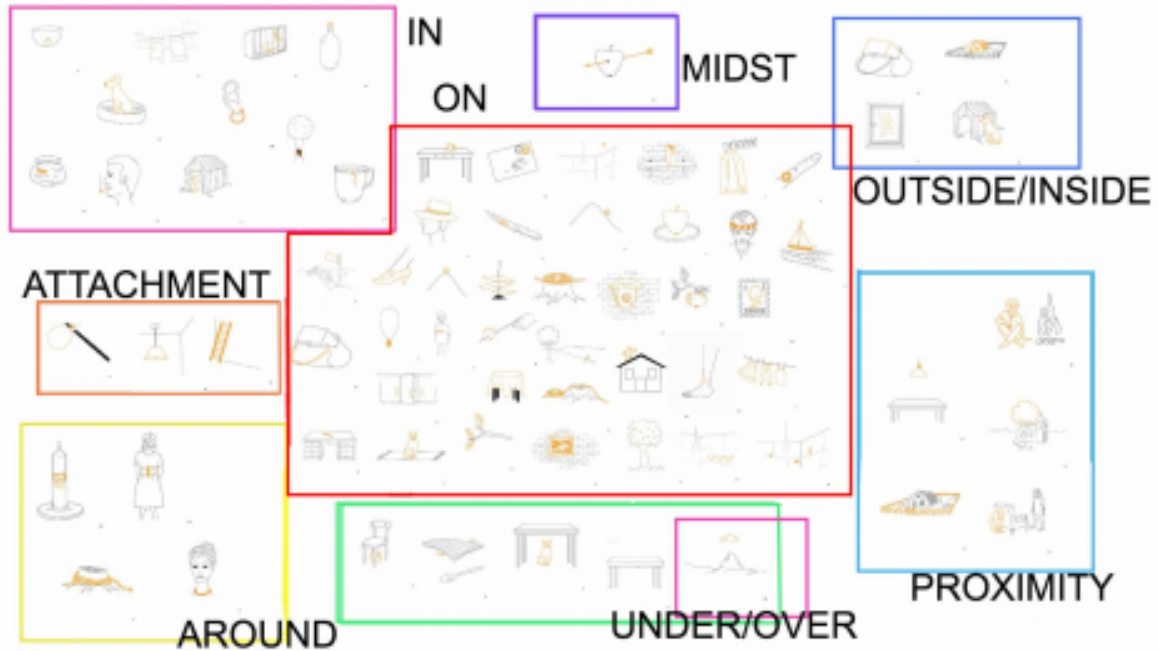 IN
MIDST
ON
OUTSIDE/INSIDE
ATTACHMENT
PROXIMITY
UNDER/OVER
AROUND